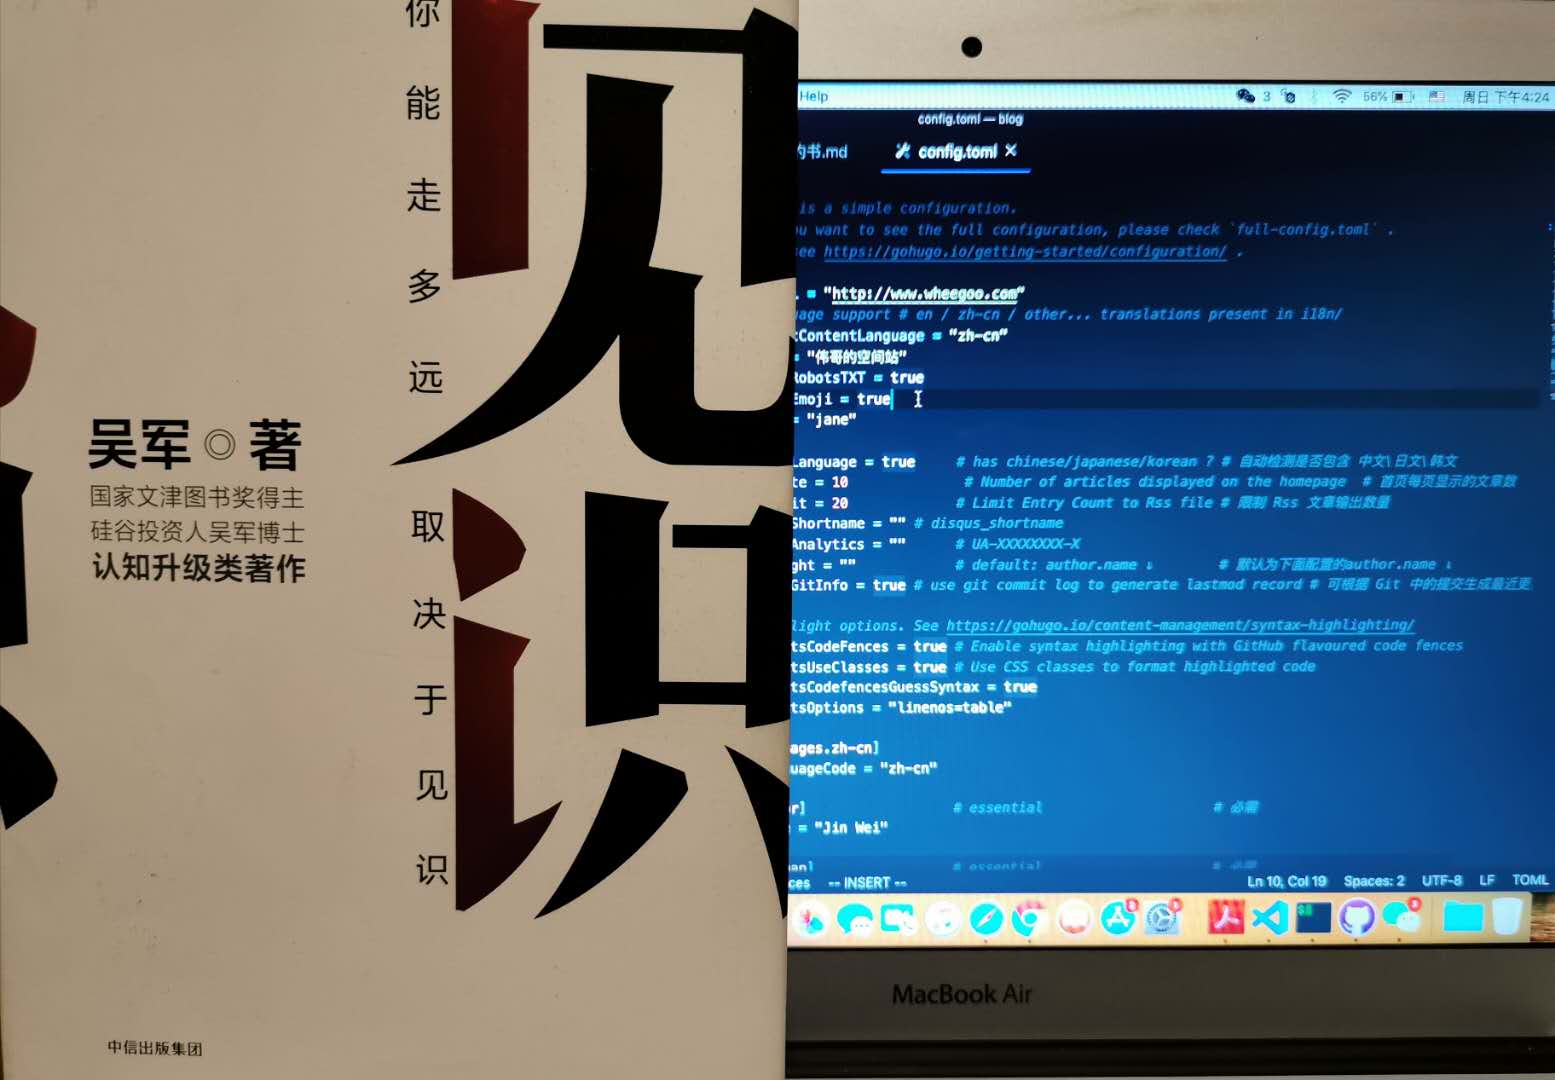 你能走多远取决于见识
见识
吴军◎著
国家文津图书奖得主
硅谷投资人吴军博士
认知升级类著作
中信出版集团
Help
3
56%
周日 下午4:24
config.toml — blog
的书.md
config.toml ×
is a simple configuration.
u want to see the full configuration, please check `full-config.toml` .
ee https://gohugo.io/getting-started/configuration/ .
= "http://www.wheegoo.com"
age support # en / zh-cn / other... translations present in i18n/
tContentLanguage = "zh-cn"
= "伟哥的空间站"
RobotsTXT = true
Emoji = true
= "jane"
Language = true # has chinese/japanese/korean ? # 自动检测是否包含 中文\日文\韩文
te = 10 # Number of articles displayed on the homepage # 首页每页显示的文章数
it = 20 # Limit Entry Count to Rss file # 限制 Rss 文章输出数量
Shortname = "" # disqus_shortname
Analytics = "" # UA-XXXXXXXX-X
ght = "" # default: author.name ↓ # 默认为下面配置的author.name ↓
GitInfo = true # use git commit log to generate lastmod record # 可根据 Git 中的提交生成最近更
light options. See https://gohugo.io/content-management/syntax-highlighting/
tsCodeFences = true # Enable syntax highlighting with GitHub flavoured code fences
tsUseClasses = true # Use CSS classes to format highlighted code
tsCodefencesGuessSyntax = true
tsOptions = "linenos=table"
ages.zh-cn]
uageCode = "zh-cn"
r] # essential # 必需
= "Jin Wei"
# essential # 必需
ces -- INSERT -- Ln 10, Col 19 Spaces: 2 UTF-8 LF TOML
MacBook Air